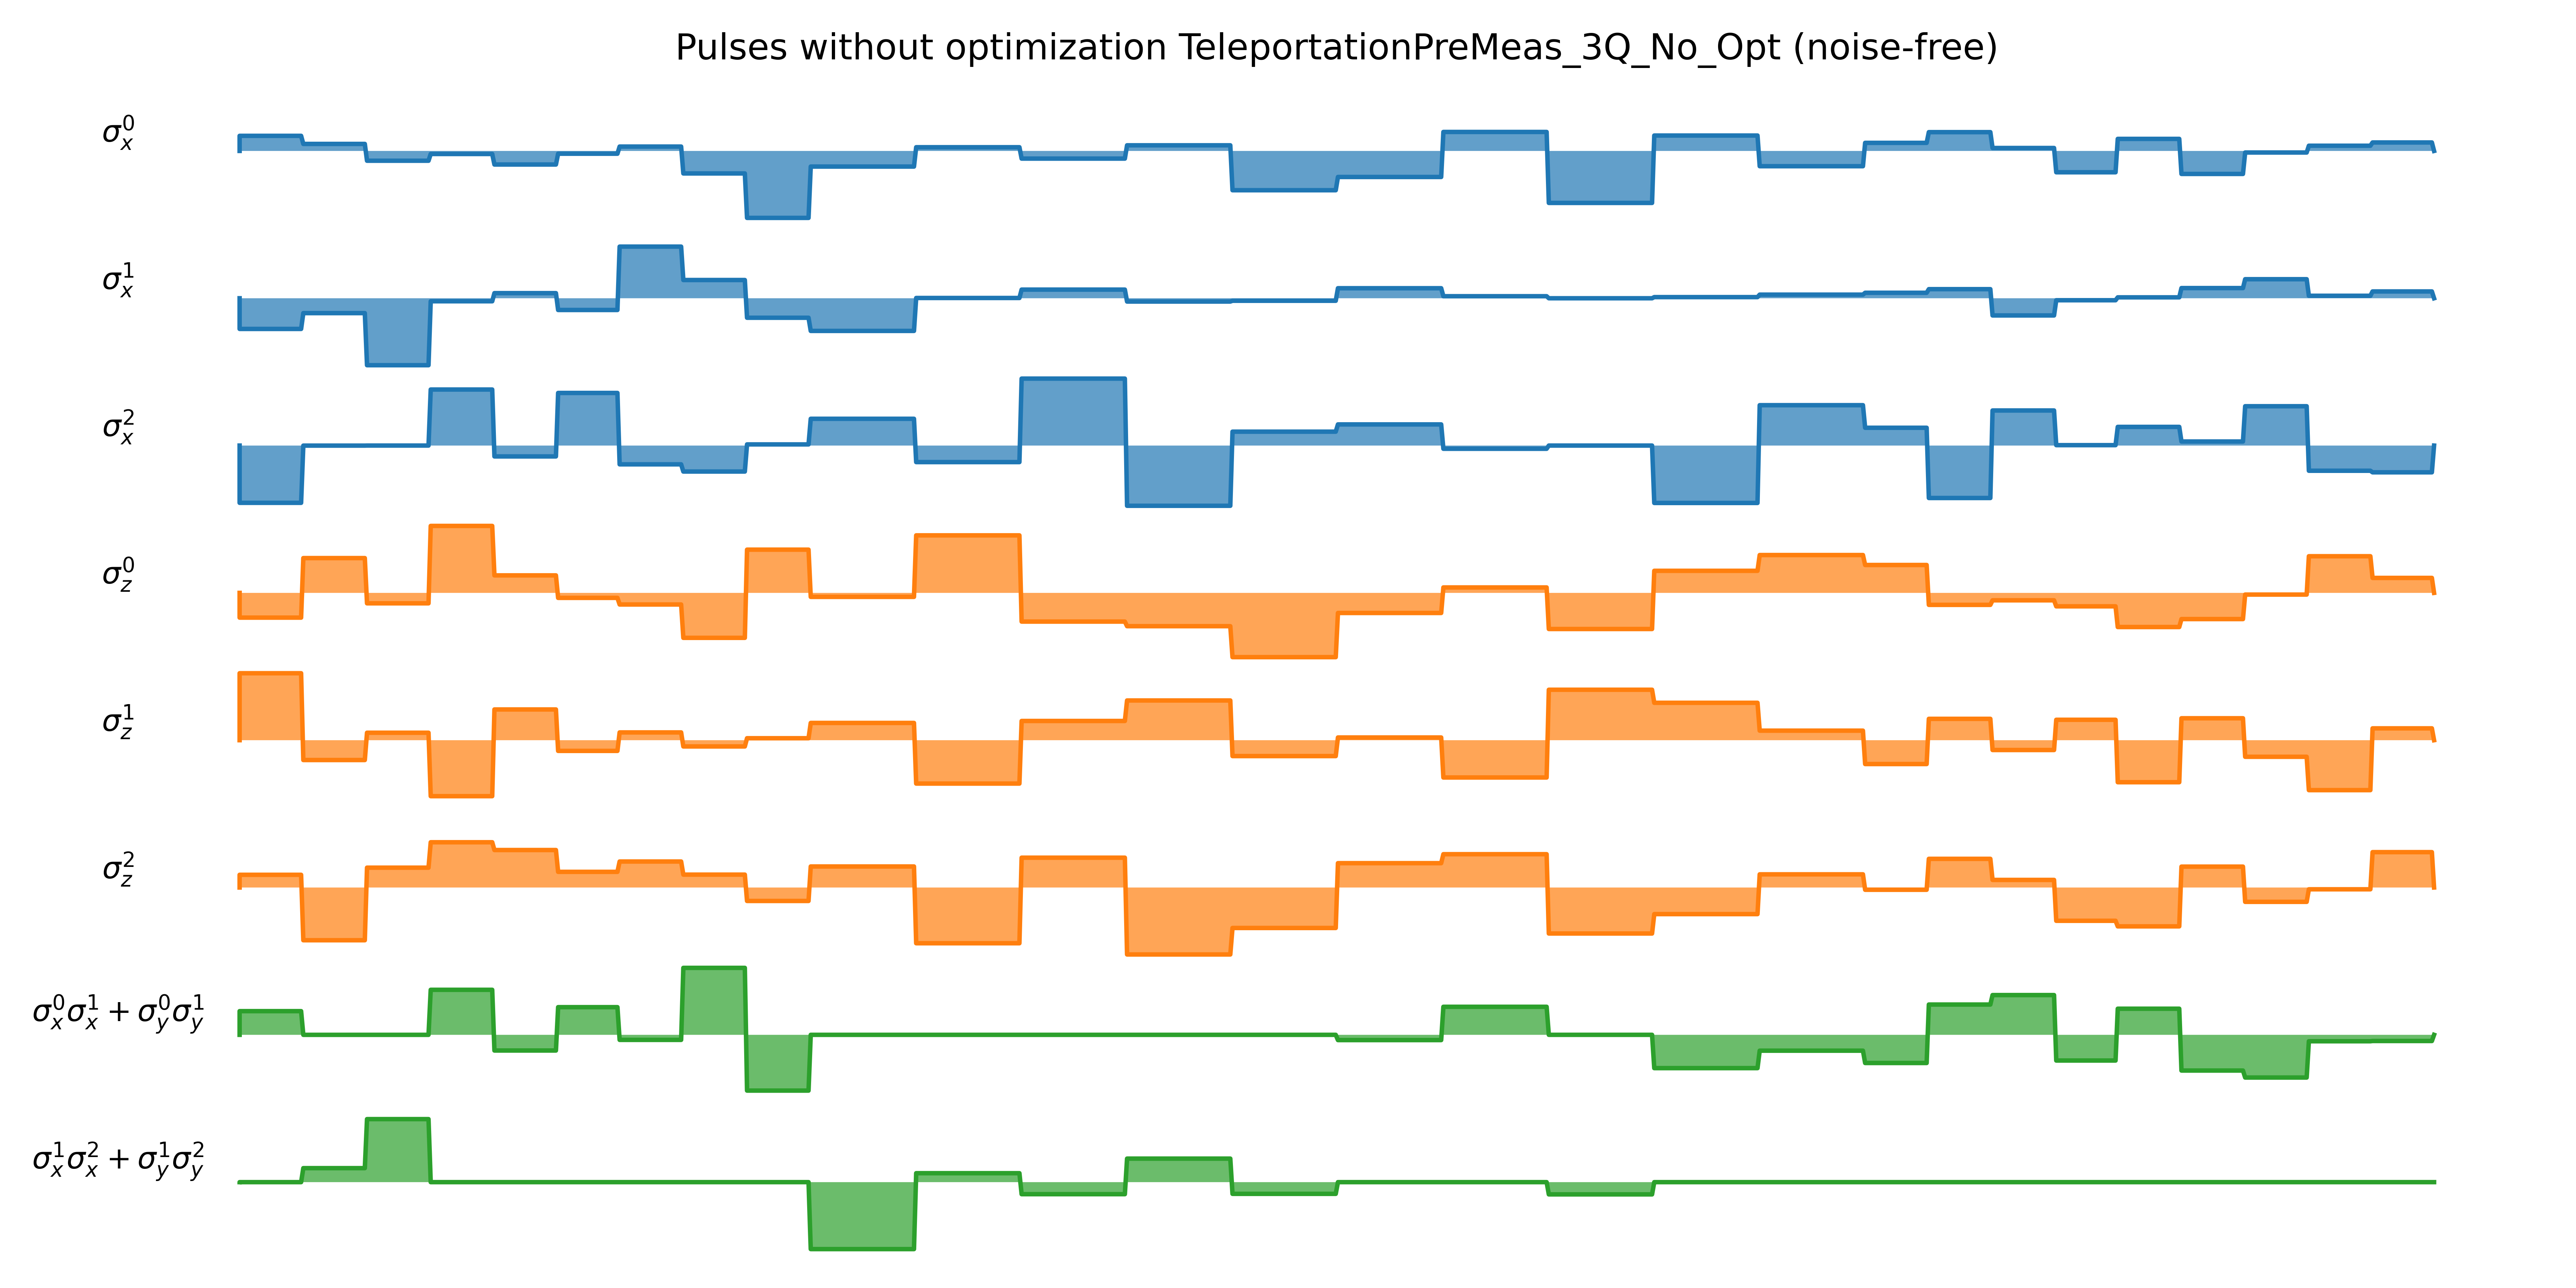 Pulses without optimization TeleportationPreMeas_3Q_No_Opt (noise-free)
σ_x^0
σ_x^1
σ_x^2
σ_z^0
σ_z^1
σ_z^2
σ_x^0σ_x^1 + σ_y^0σ_y^1
σ_x^1σ_x^2 + σ_y^1σ_y^2